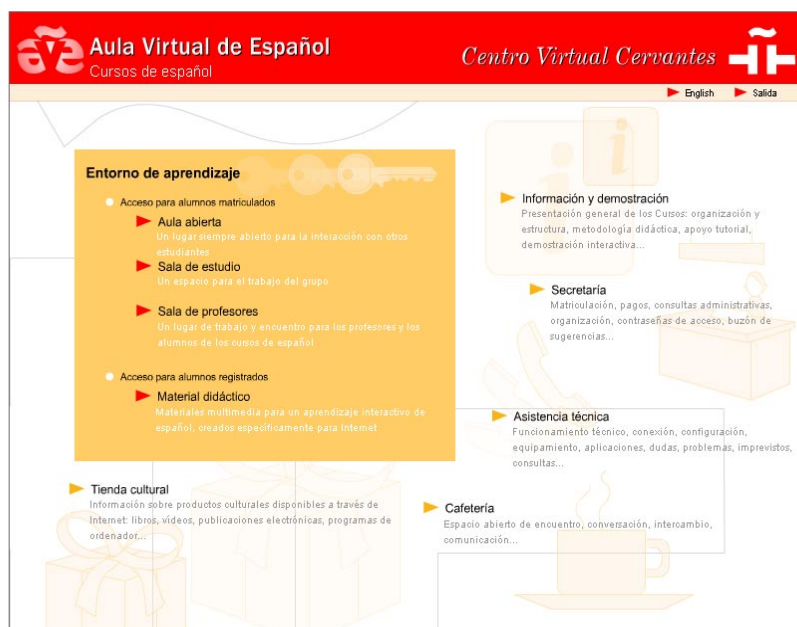 ave
Aula Virtual de Español
Cursos de español
Centro Virtual Cervantes
English
Salida
Entorno de aprendizaje
Acceso para alumnos matriculados
Aula abierta
Un lugar siempre abierto para la interacción con otros
estudiantes
Sala de estudio
Un espacio para el trabajo del grupo
Sala de profesores
Un lugar de trabajo y encuentro para los profesores y los
alumnos de los cursos de español
Acceso para alumnos registrados
Material didáctico
Materiales multimedia para un aprendizaje interactivo de
español, creados específicamente para Internet
Tienda cultural
Información sobre productos culturales disponibles a través de
Internet: libros, vídeos, publicaciones electrónicas, programas de
ordenador...
Información y demostración
Presentación general de los Cursos: organización y
estructura, metodología didáctica, apoyo tutorial,
demostración interactiva...
Secretaría
Matriculación, pagos, consultas administrativas,
organización, contraseñas de acceso, buzón de
sugerencias...
Asistencia técnica
Funcionamiento técnico, conexión, configuración,
equipamiento, aplicaciones, dudas, problemas, imprevistos,
consultas...
Cafetería
Espacio abierto de encuentro, conversación, intercambio,
comunicación...